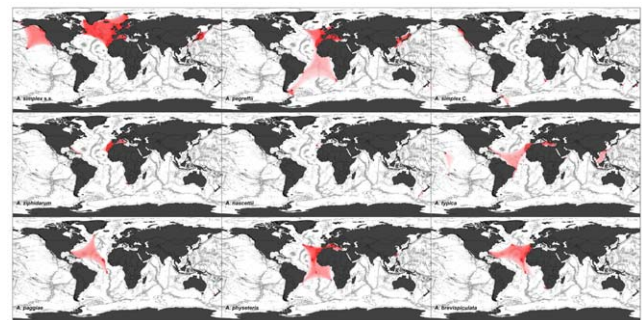 A. simplex s.s.
A. pegreffii
A. simplex C
A. ziphidarum
A. nascettii
A. typica
A. paggiae
A. physeteris
A. brevispiculata